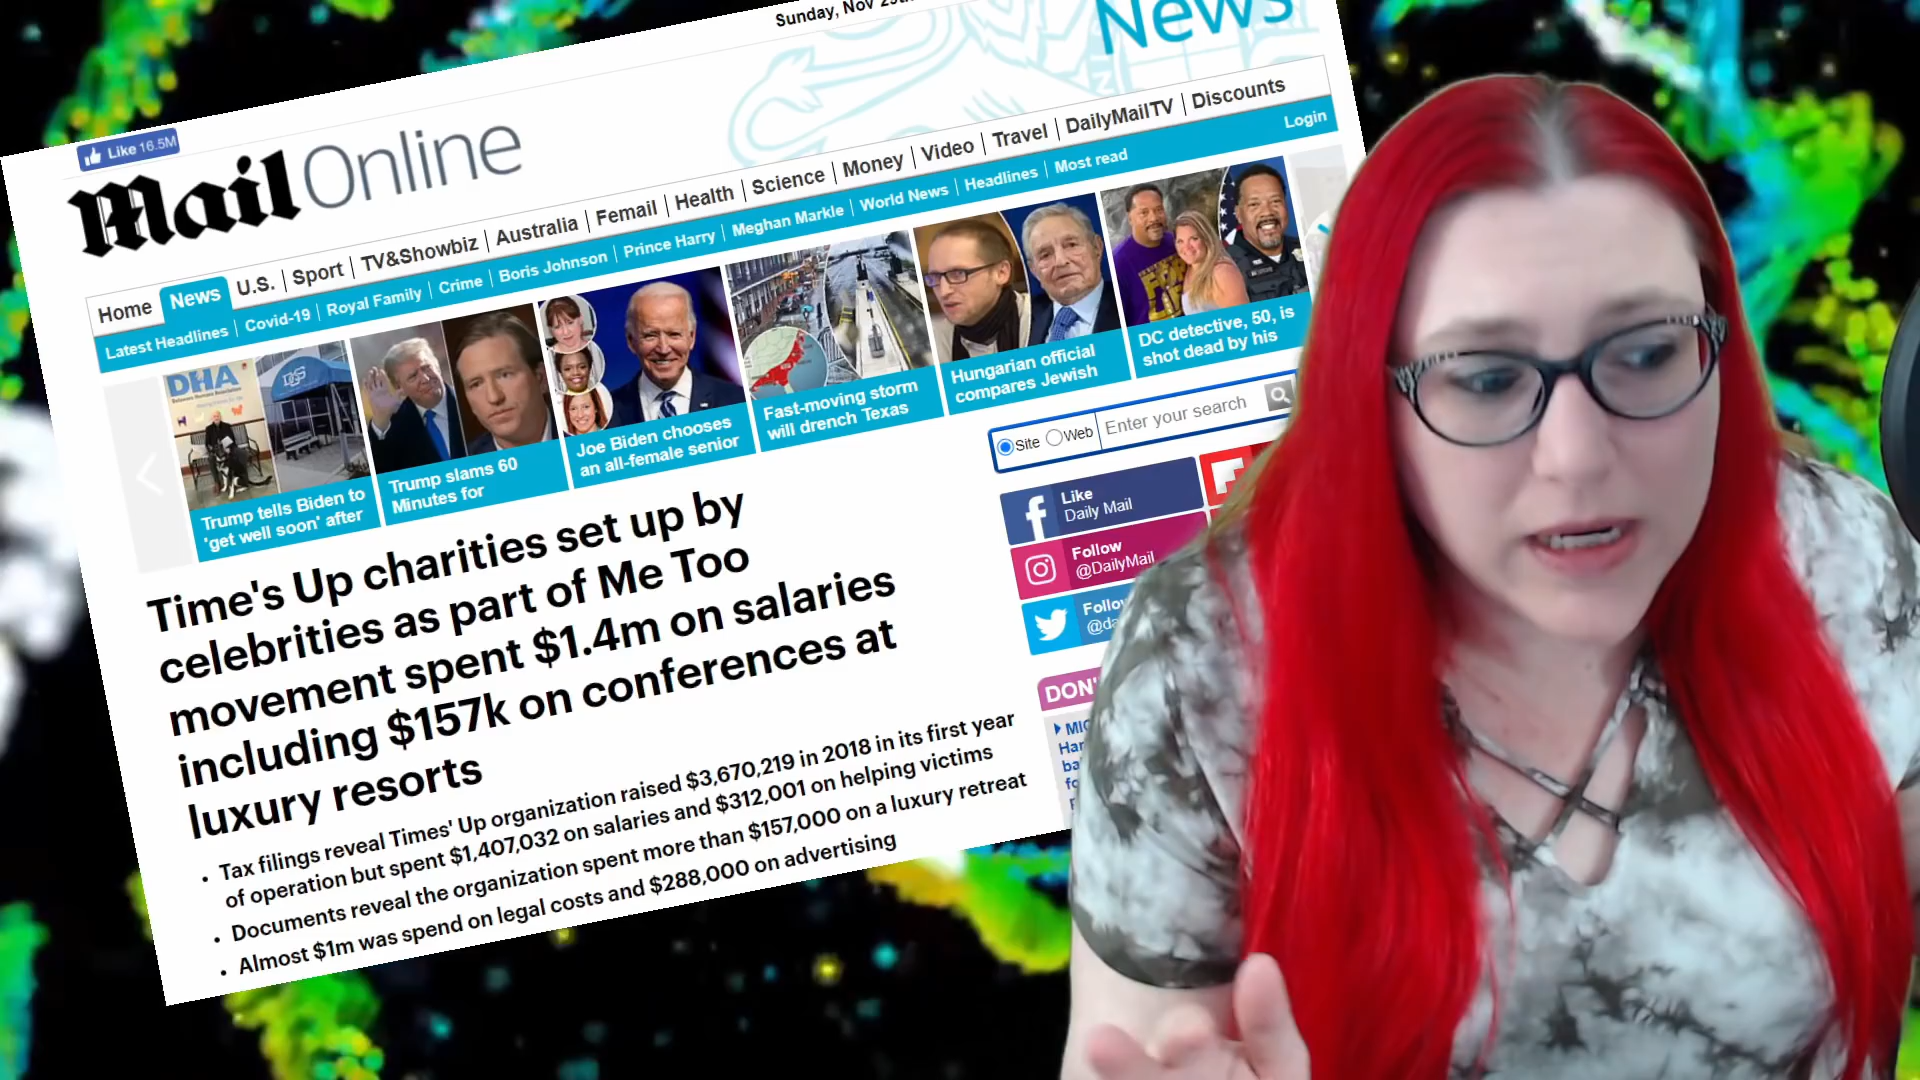 Sunday, Nov 29th
News
Like 16.5M
Mail Online
Home News U.S. Sport TV&Showbiz Australia Femail Health Science Money Video Travel DailyMailTV Discounts
Latest Headlines Covid-19 Royal Family Crime Boris Johnson Prince Harry Meghan Markle World News Headlines Most read Login
DHA
Trump tells Biden to
'get well soon' after
Trump slams 60
Minutes for
Joe Biden chooses
an all-female senior
Fast-moving storm
will drench Texas
Hungarian official
compares Jewish
DC detective, 50, is
shot dead by his
Site Web Enter your search
Time's Up charities set up by
celebrities as part of Me Too
movement spent $1.4m on salaries
including $157k on conferences at
luxury resorts
Tax filings reveal Times' Up organization raised $3,670,219 in 2018 in its first year
of operation but spent $1,407,032 on salaries and $312,001 on helping victims
Documents reveal the organization spent more than $157,000 on a luxury retreat
Almost $1m was spend on legal costs and $288,000 on advertising
Like
Daily Mail
Follow
@DailyMail
Follow
DON'